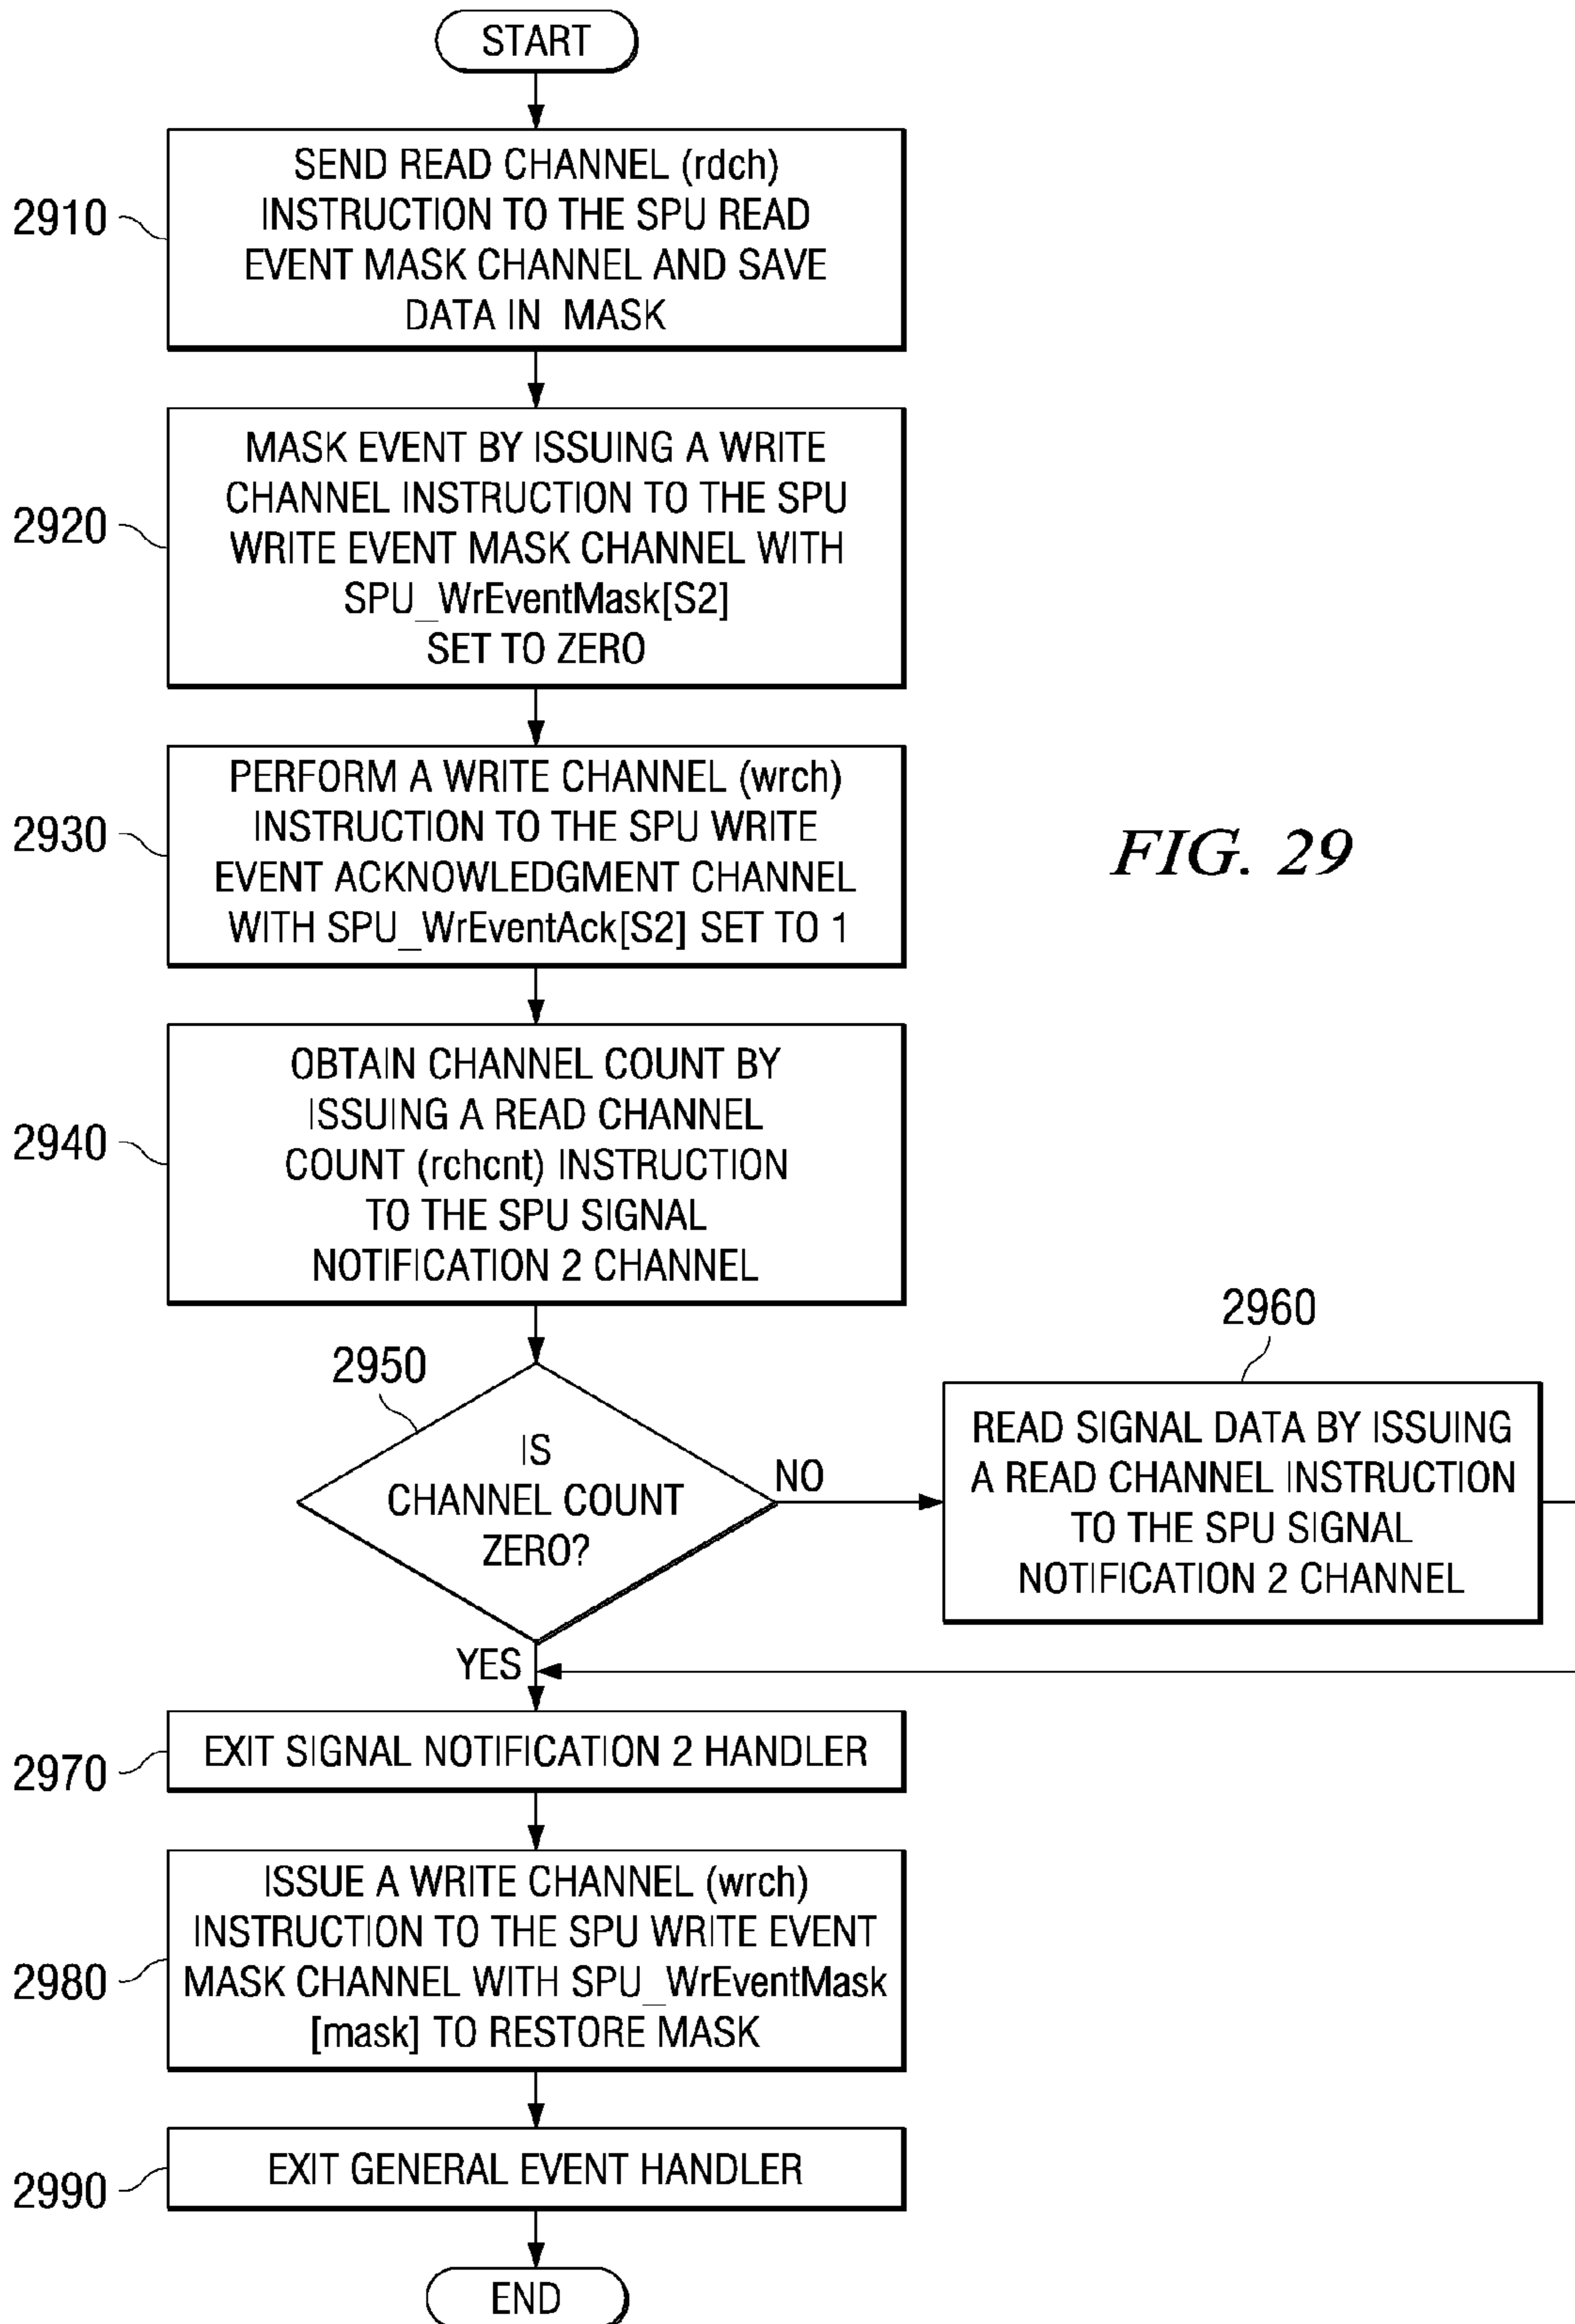 START
2910
SEND READ CHANNEL (rdch)
INSTRUCTION TO THE SPU READ
EVENT MASK CHANNEL AND SAVE
DATA IN MASK
2920
MASK EVENT BY ISSUING A WRITE
CHANNEL INSTRUCTION TO THE SPU
WRITE EVENT MASK CHANNEL WITH
SPU_WrEventMask[S2]
SET TO ZERO
2930
PERFORM A WRITE CHANNEL (wrch)
INSTRUCTION TO THE SPU WRITE
EVENT ACKNOWLEDGMENT CHANNEL
WITH SPU_WrEventAck[S2] SET TO 1
FIG. 29
2940
OBTAIN CHANNEL COUNT BY
ISSUING A READ CHANNEL
COUNT (rchcnt) INSTRUCTION
TO THE SPU SIGNAL
NOTIFICATION 2 CHANNEL
2950
IS
CHANNEL COUNT
ZERO?
NO
2960
READ SIGNAL DATA BY ISSUING
A READ CHANNEL INSTRUCTION
TO THE SPU SIGNAL
NOTIFICATION 2 CHANNEL
YES
2970
EXIT SIGNAL NOTIFICATION 2 HANDLER
2980
ISSUE A WRITE CHANNEL (wrch)
INSTRUCTION TO THE SPU WRITE EVENT
MASK CHANNEL WITH SPU_WrEventMask
[mask] TO RESTORE MASK
2990
EXIT GENERAL EVENT HANDLER
END